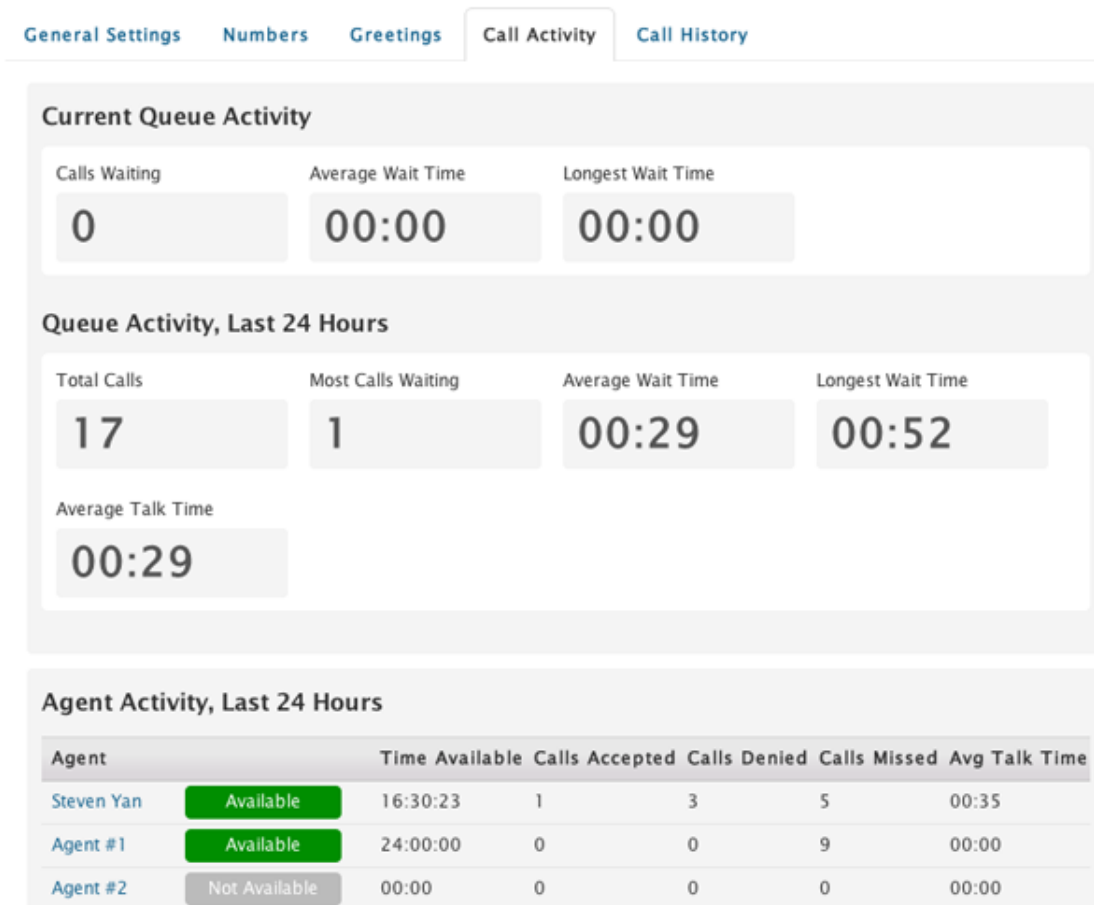 General Settings Numbers Greetings Call Activity Call History
Current Queue Activity
Calls Waiting Average Wait Time Longest Wait Time
0 00:00 00:00
Queue Activity, Last 24 Hours
Total Calls Most Calls Waiting Average Wait Time Longest Wait Time
17 1 00:29 00:52
Average Talk Time
00:29
Agent Activity, Last 24 Hours
Agent Time Available Calls Accepted Calls Denied Calls Missed Avg Talk Time
Steven Yan Available 16:30:23 1 3 5 00:35
Agent #1 Available 24:00:00 0 0 9 00:00
Agent #2 Not Available 00:00 0 0 0 00:00